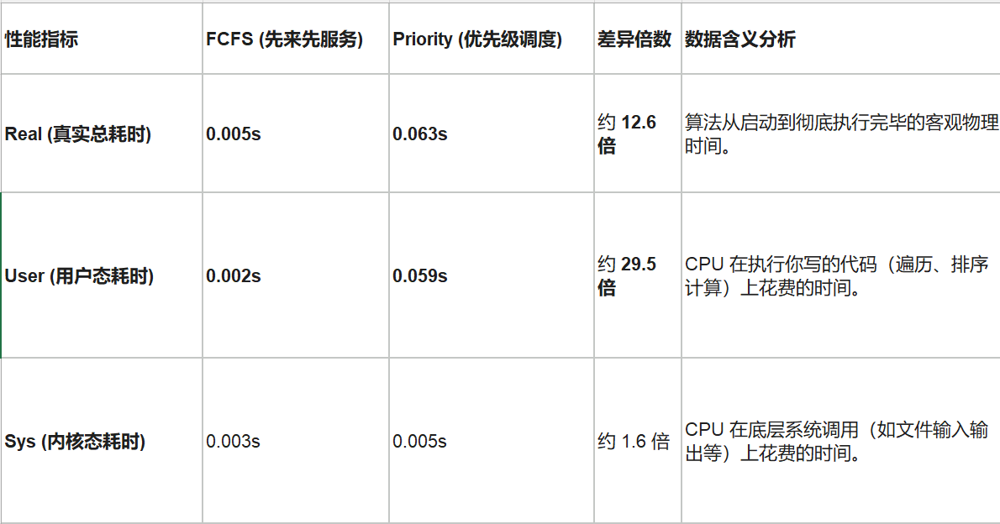 性能指标 FCFS (先来先服务) Priority (优先级调度) 差异倍数 数据含义分析
Real (真实总耗时) 0.005s 0.063s 约 12.6
倍
算法从启动到彻底执行完毕的客观物理
时间。
User (用户态耗时) 0.002s 0.059s 约 29.5
倍
CPU 在执行你写的代码（遍历、排序
计算）上花费的时间。
Sys (内核态耗时) 0.003s 0.005s 约 1.6 倍
CPU 在底层系统调用（如文件输入输
出等）上花费的时间。